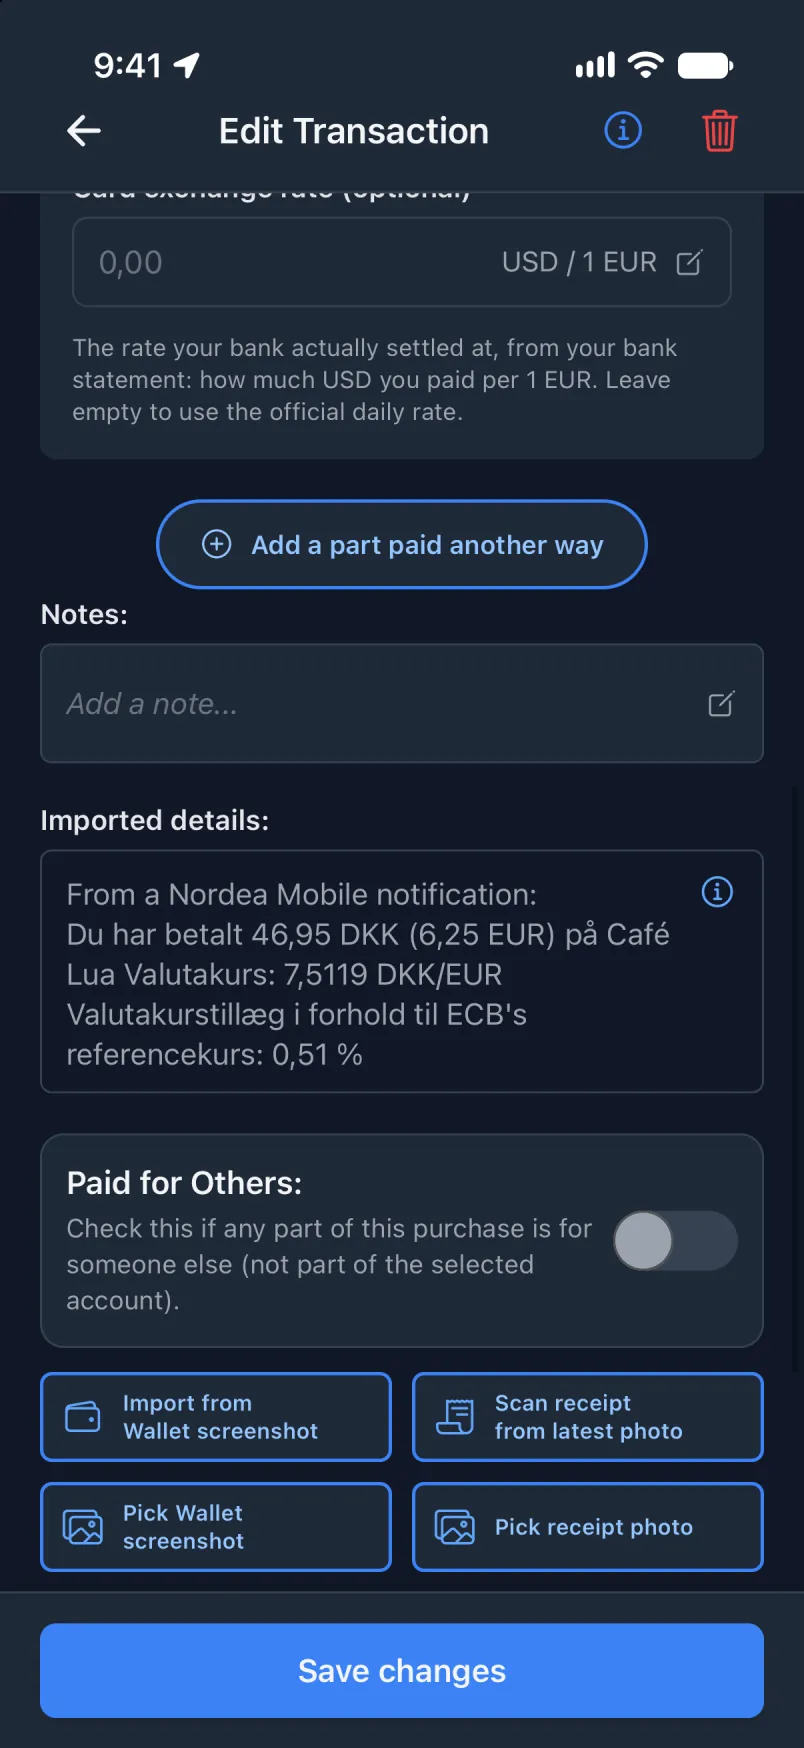 9:41
Edit Transaction
Card exchange rate (optional)
0,00 USD / 1 EUR
The rate your bank actually settled at, from your bank
statement: how much USD you paid per 1 EUR. Leave
empty to use the official daily rate.
Add a part paid another way
Notes:
Add a note...
Imported details:
From a Nordea Mobile notification:
Du har betalt 46,95 DKK (6,25 EUR) på Café
Lua Valutakurs: 7,5119 DKK/EUR
Valutakurstillæg i forhold til ECB's
referencekurs: 0,51 %
Paid for Others:
Check this if any part of this purchase is for
someone else (not part of the selected
account).
Import from
Wallet screenshot
Scan receipt
from latest photo
Pick Wallet
screenshot
Pick receipt photo
Save changes